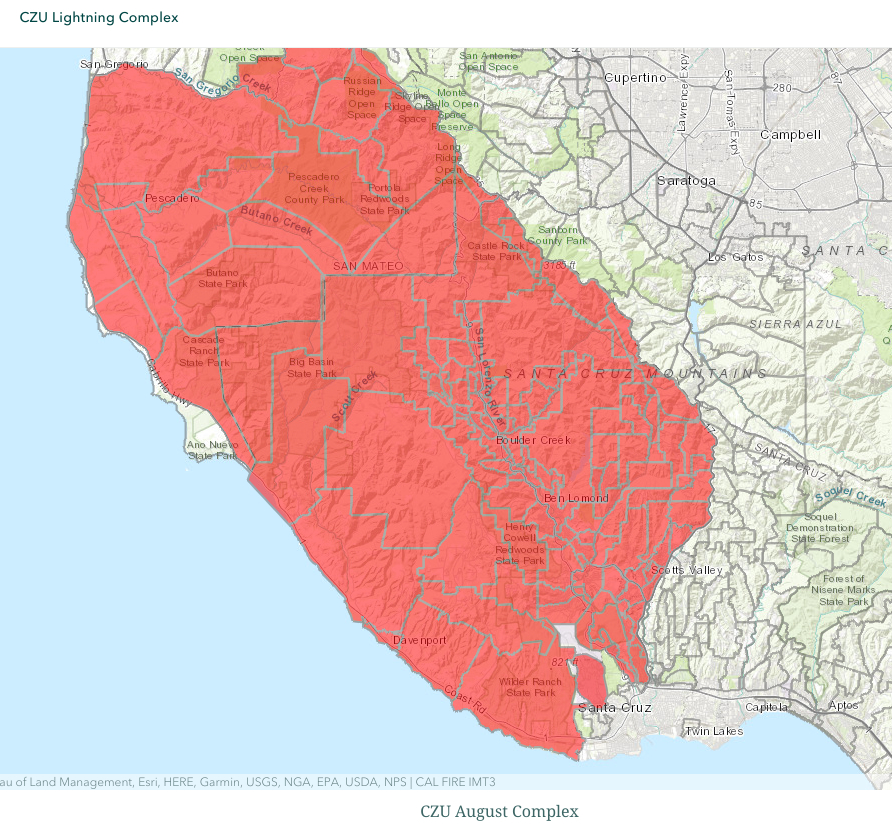 CZU Lightning Complex
Open Space
San Gregorio
San Gregorio Creek
San Antonio
Open Space
Cupertino
Lawrence Expy
San Tomas Expy
280
87
Russian
Ridge
Open
Space
Skyline
Ridge Open
Space
Monte
Bello Open
Space
Preserve
Campbell
Long
Ridge
Open
Space
Saratoga
85
Pescadero
Pescadero
Creek
County Park
Portola
Redwoods
State Park
Butano Creek
Sanborn
County Park
Castle Rock
State Park
Los Gatos
SANTA C
SAN MATEO
3185 ft
Butano
State Park
SIERRA AZUL
9
San Lorenzo River
Cascade
Ranch
State Park
Big Basin
State Park
Scott Creek
SANTA CRUZ MOUNTAINS
Cabrillo Hwy
17
Ano Nuevo
State Park
Boulder Creek
SANTA CRUZ
Ben Lomond
Soquel Creek
Henry
Cowell
Redwoods
State Park
Soquel
Demonstration
State Forest
Scotts Valley
Forest of
Nisene Marks
State Park
Davenport
821 ft
9
Wilder Ranch
State Park
Coast Rd
Santa Cruz
Capitola
Aptos
Twin Lakes
au of Land Management, Esri, HERE, Garmin, USGS, NGA, EPA, USDA, NPS | CAL FIRE IMT3
CZU August Complex